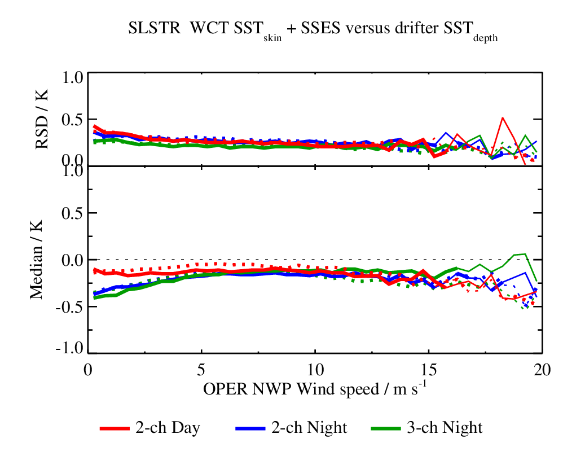 SLSTR WCT SSTskin + SSES versus drifter SSTdepth
1.0
0.5
0.0
RSD / K
1.0
0.5
0.0
-0.5
-1.0
Median / K
0 5 10 15 20
OPER NWP Wind speed / m s-1
2-ch Day 2-ch Night 3-ch Night